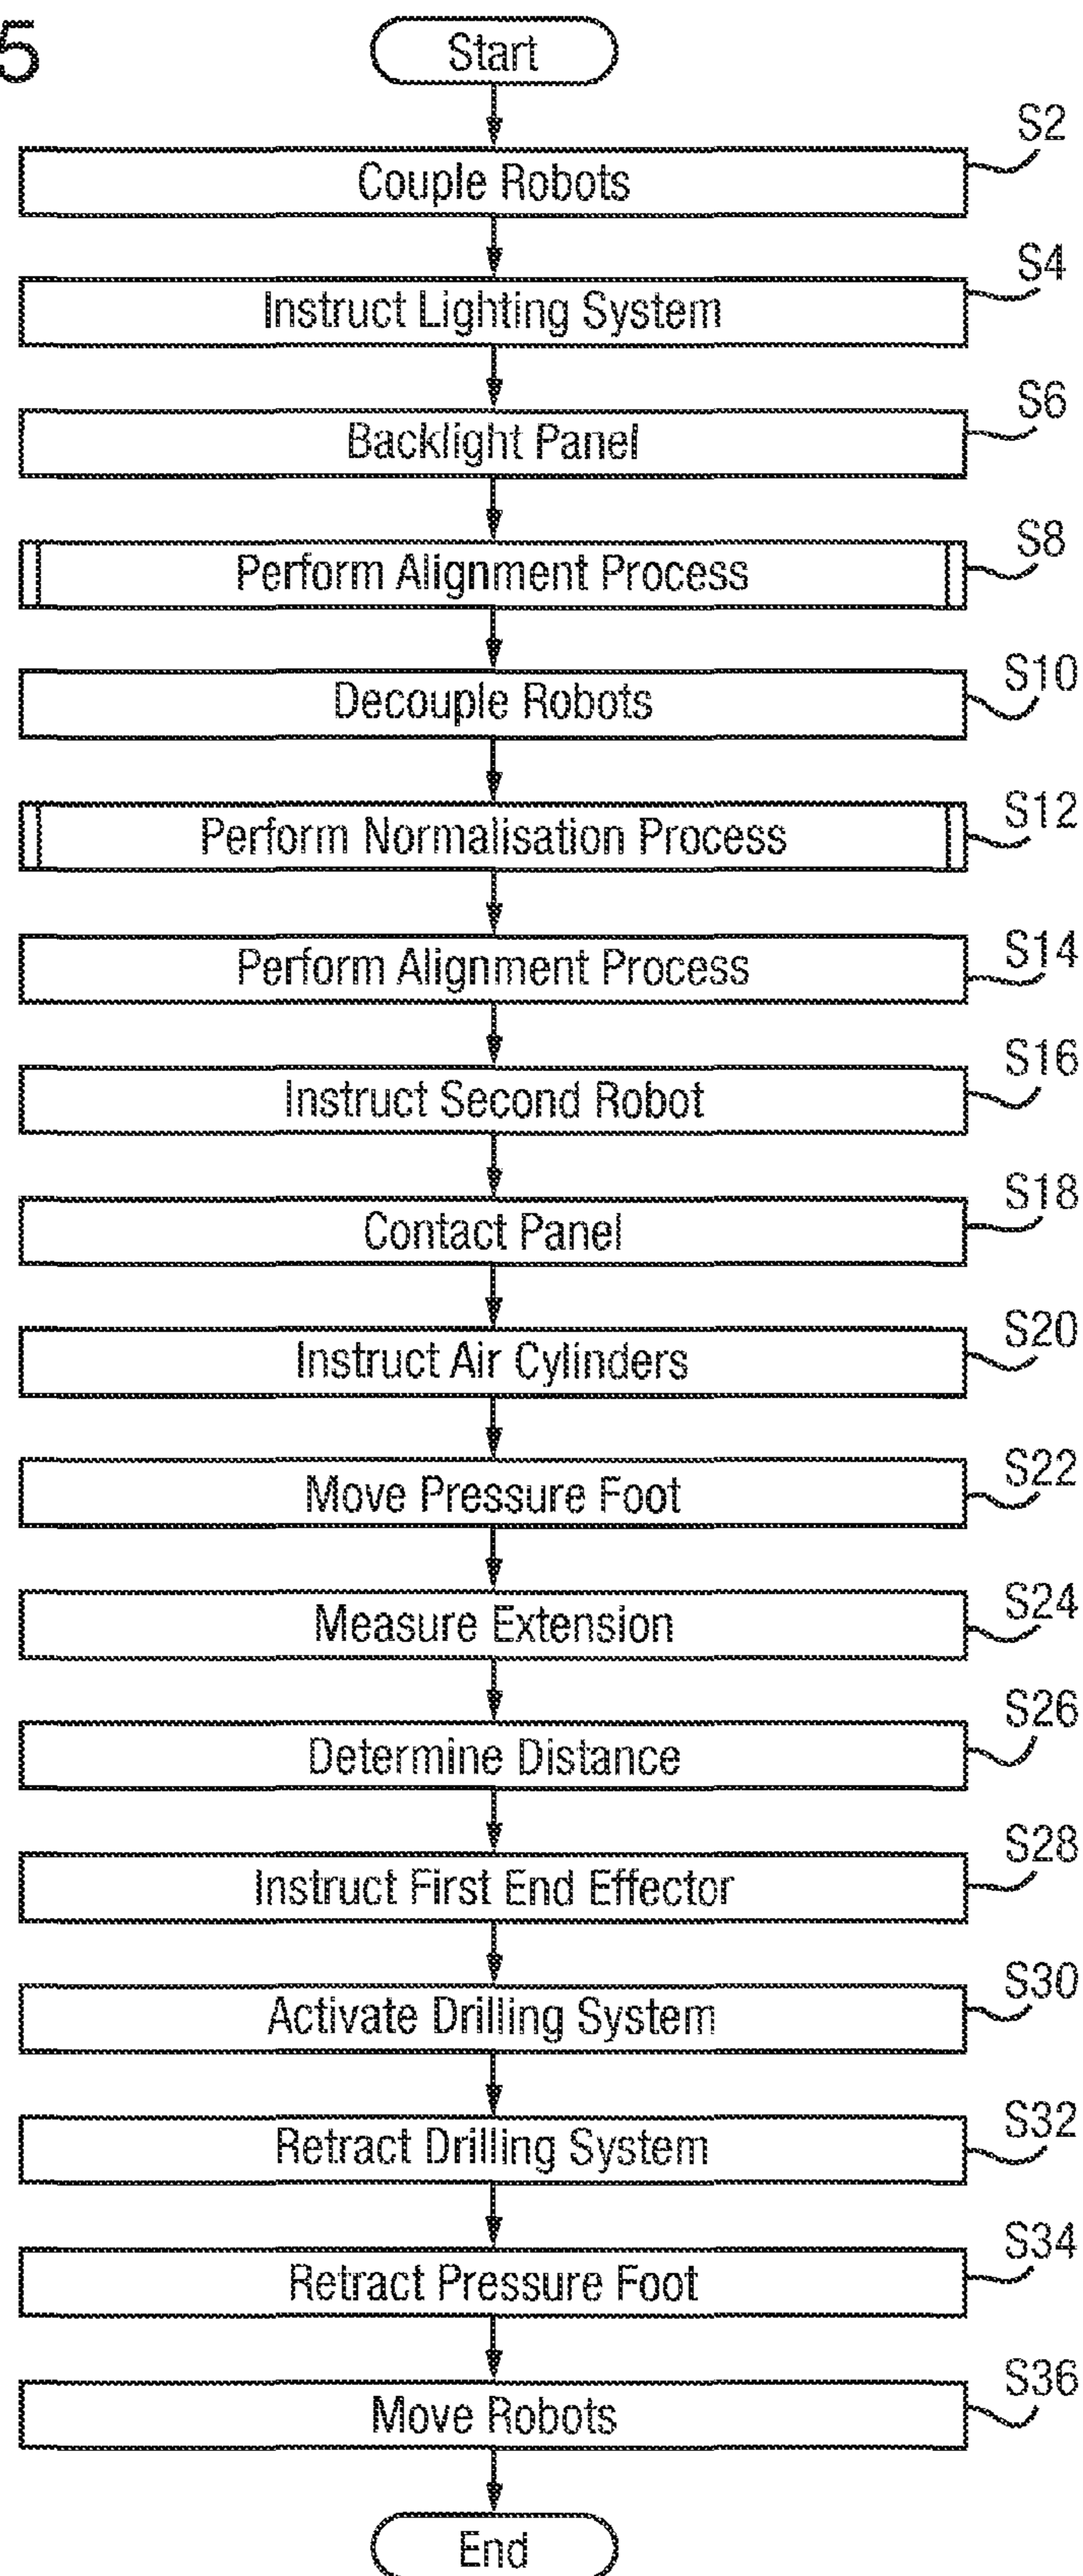 5
Start
S2
Couple Robots
S4
Instruct Lighting System
S6
Backlight Panel
S8
Perform Alignment Process
S10
Decouple Robots
S12
Perform Normalisation Process
S14
Perform Alignment Process
S16
Instruct Second Robot
S18
Contact Panel
S20
Instruct Air Cylinders
S22
Move Pressure Foot
S24
Measure Extension
S26
Determine Distance
S28
Instruct First End Effector
S30
Activate Drilling System
S32
Retract Drilling System
S34
Retract Pressure Foot
S36
Move Robots
End